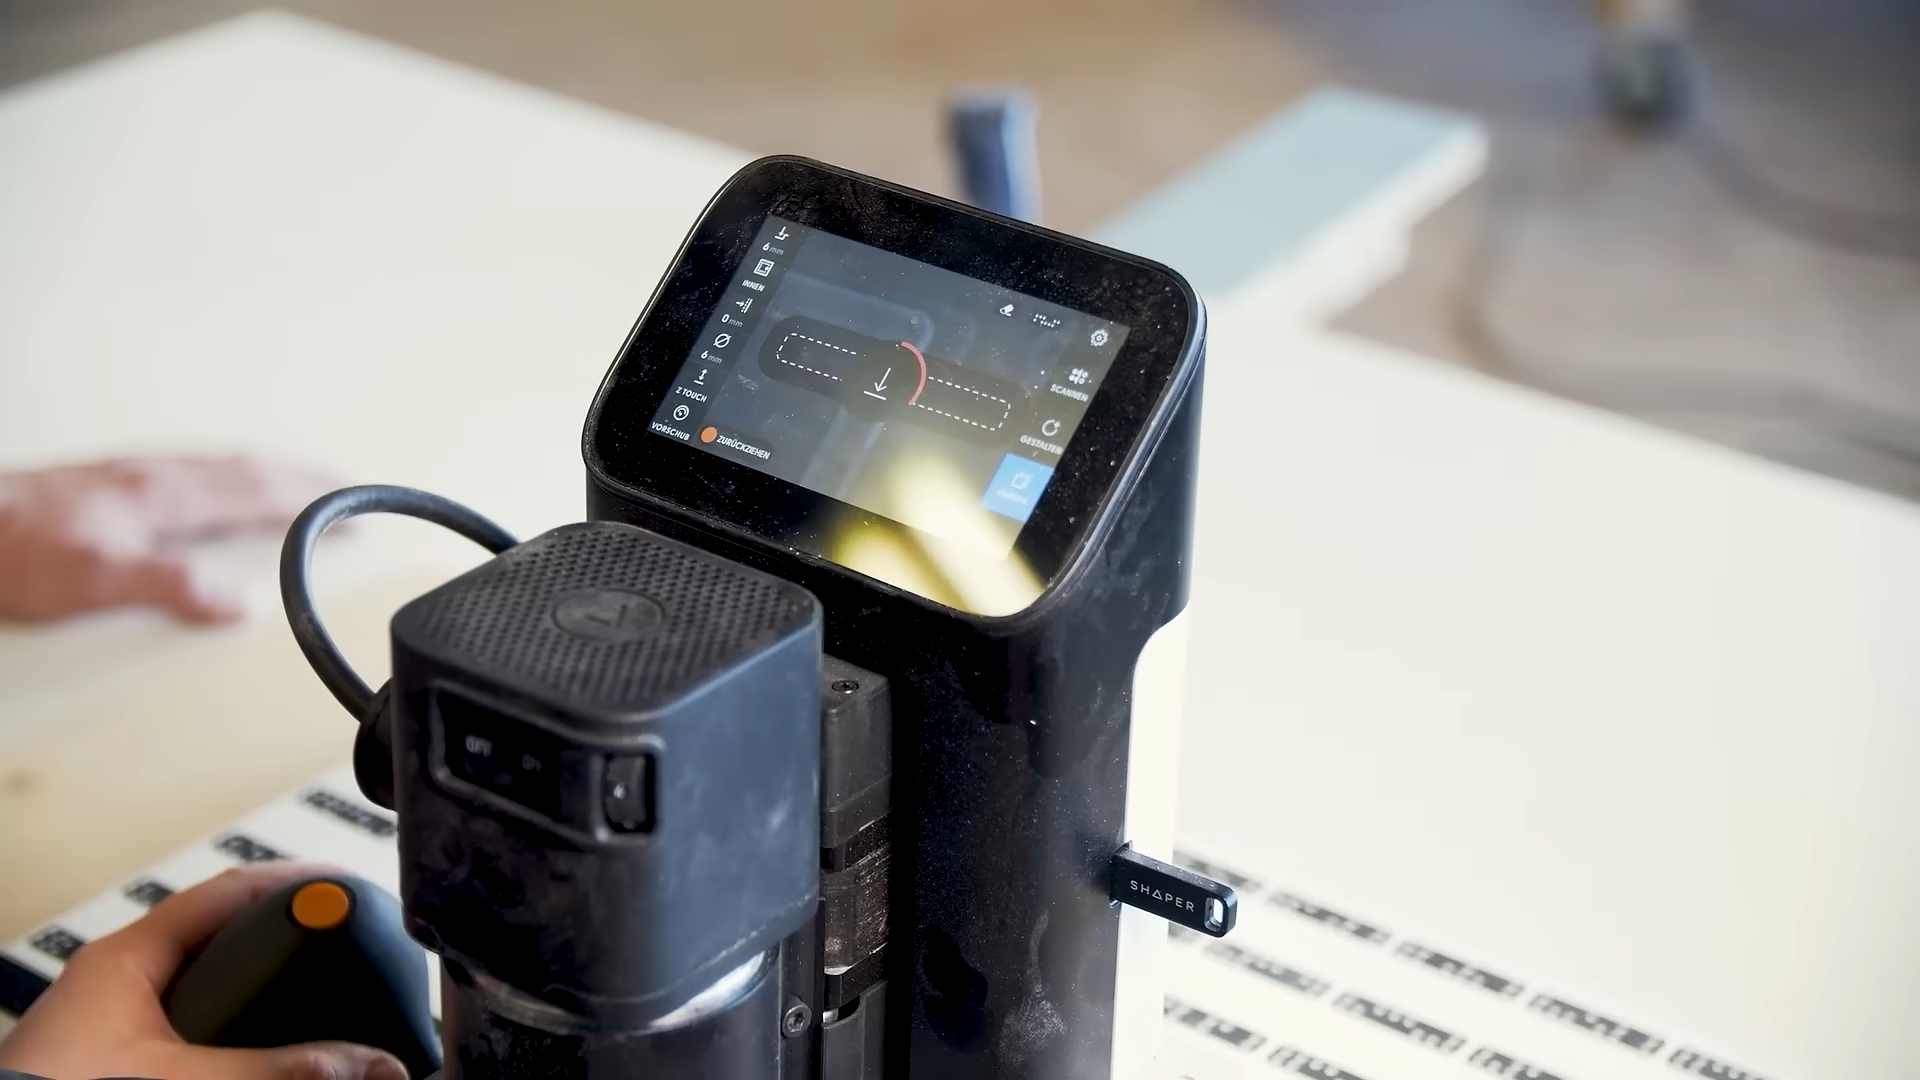 6 mm
INNEN
0 mm
6 mm
Z TOUCH
VORSCHUB
ZURÜCKZIEHEN
SCANNEN
GESTALTEN
OFF
SHAPER